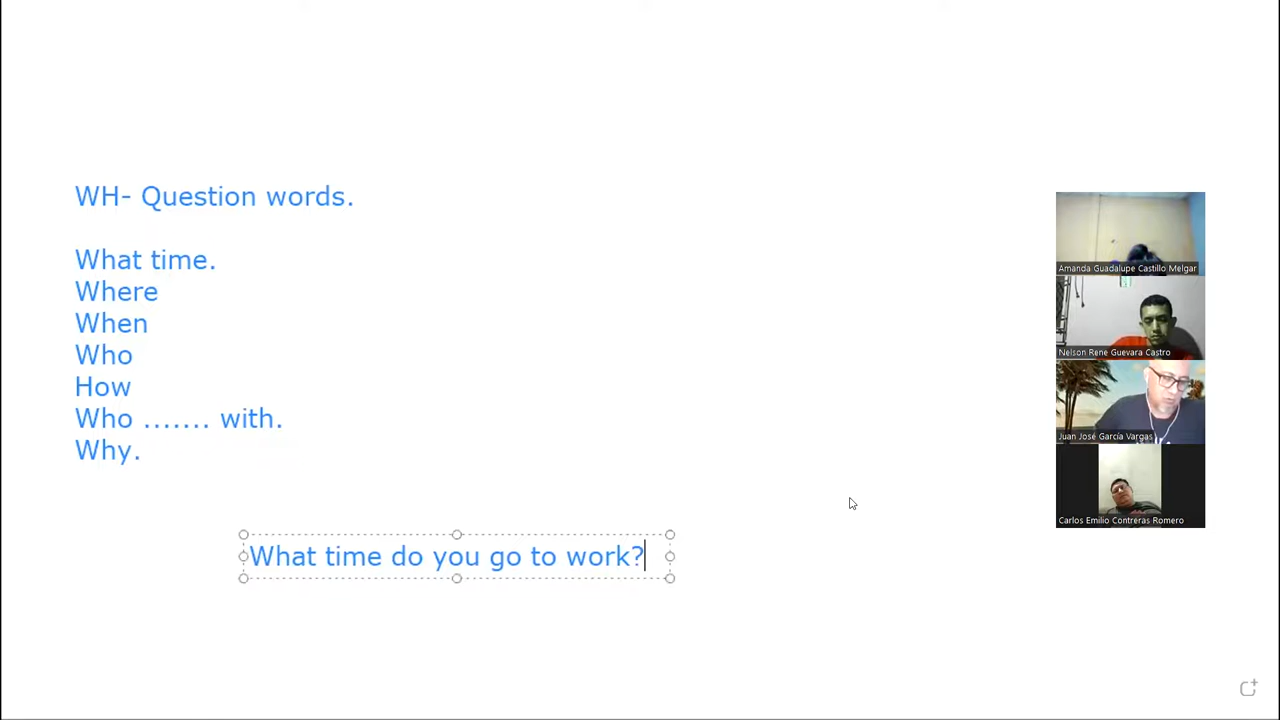 WH- Question words.
What time.
Where
When
Who
How
Who ....... with.
Why.
What time do you go to work?
Amanda Guadalupe Castillo Melgar
Nelson Rene Guevara Castro
Juan José García Vargas
Carlos Emilio Contreras Romero